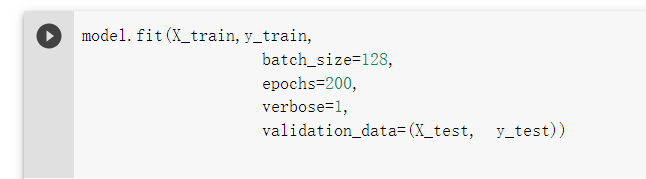 model.fit(X_train,y_train,
batch_size=128,
epochs=200,
verbose=1,
validation_data=(X_test, y_test))